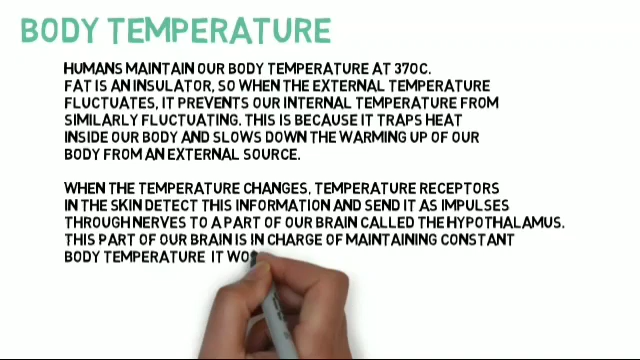 BODY TEMPERATURE
HUMANS MAINTAIN OUR BODY TEMPERATURE AT 370C.
FAT IS AN INSULATOR, SO WHEN THE EXTERNAL TEMPERATURE
FLUCTUATES, IT PREVENTS OUR INTERNAL TEMPERATURE FROM
SIMILARLY FLUCTUATING. THIS IS BECAUSE IT TRAPS HEAT
INSIDE OUR BODY AND SLOWS DOWN THE WARMING UP OF OUR
BODY FROM AN EXTERNAL SOURCE.
WHEN THE TEMPERATURE CHANGES, TEMPERATURE RECEPTORS
IN THE SKIN DETECT THIS INFORMATION AND SEND IT AS IMPULSES
THROUGH NERVES TO A PART OF OUR BRAIN CALLED THE HYPOTHALAMUS.
THIS PART OF OUR BRAIN IS IN CHARGE OF MAINTAINING CONSTANT
BODY TEMPERATURE IT WO